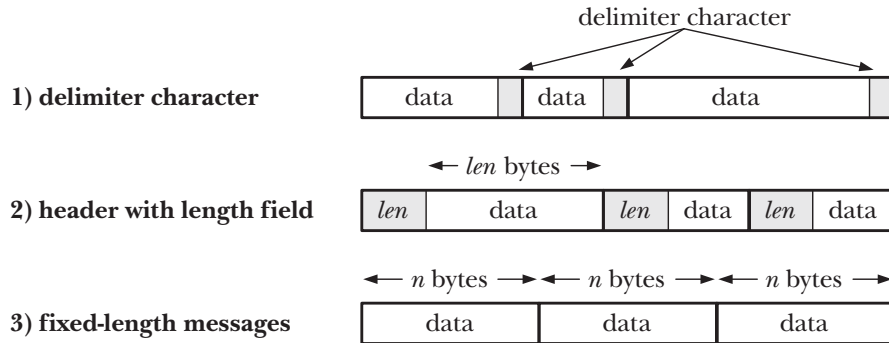 delimiter character
1) delimiter character data data data
len bytes
2) header with length field len data len data len data
n bytes n bytes n bytes
3) fixed-length messages data data data